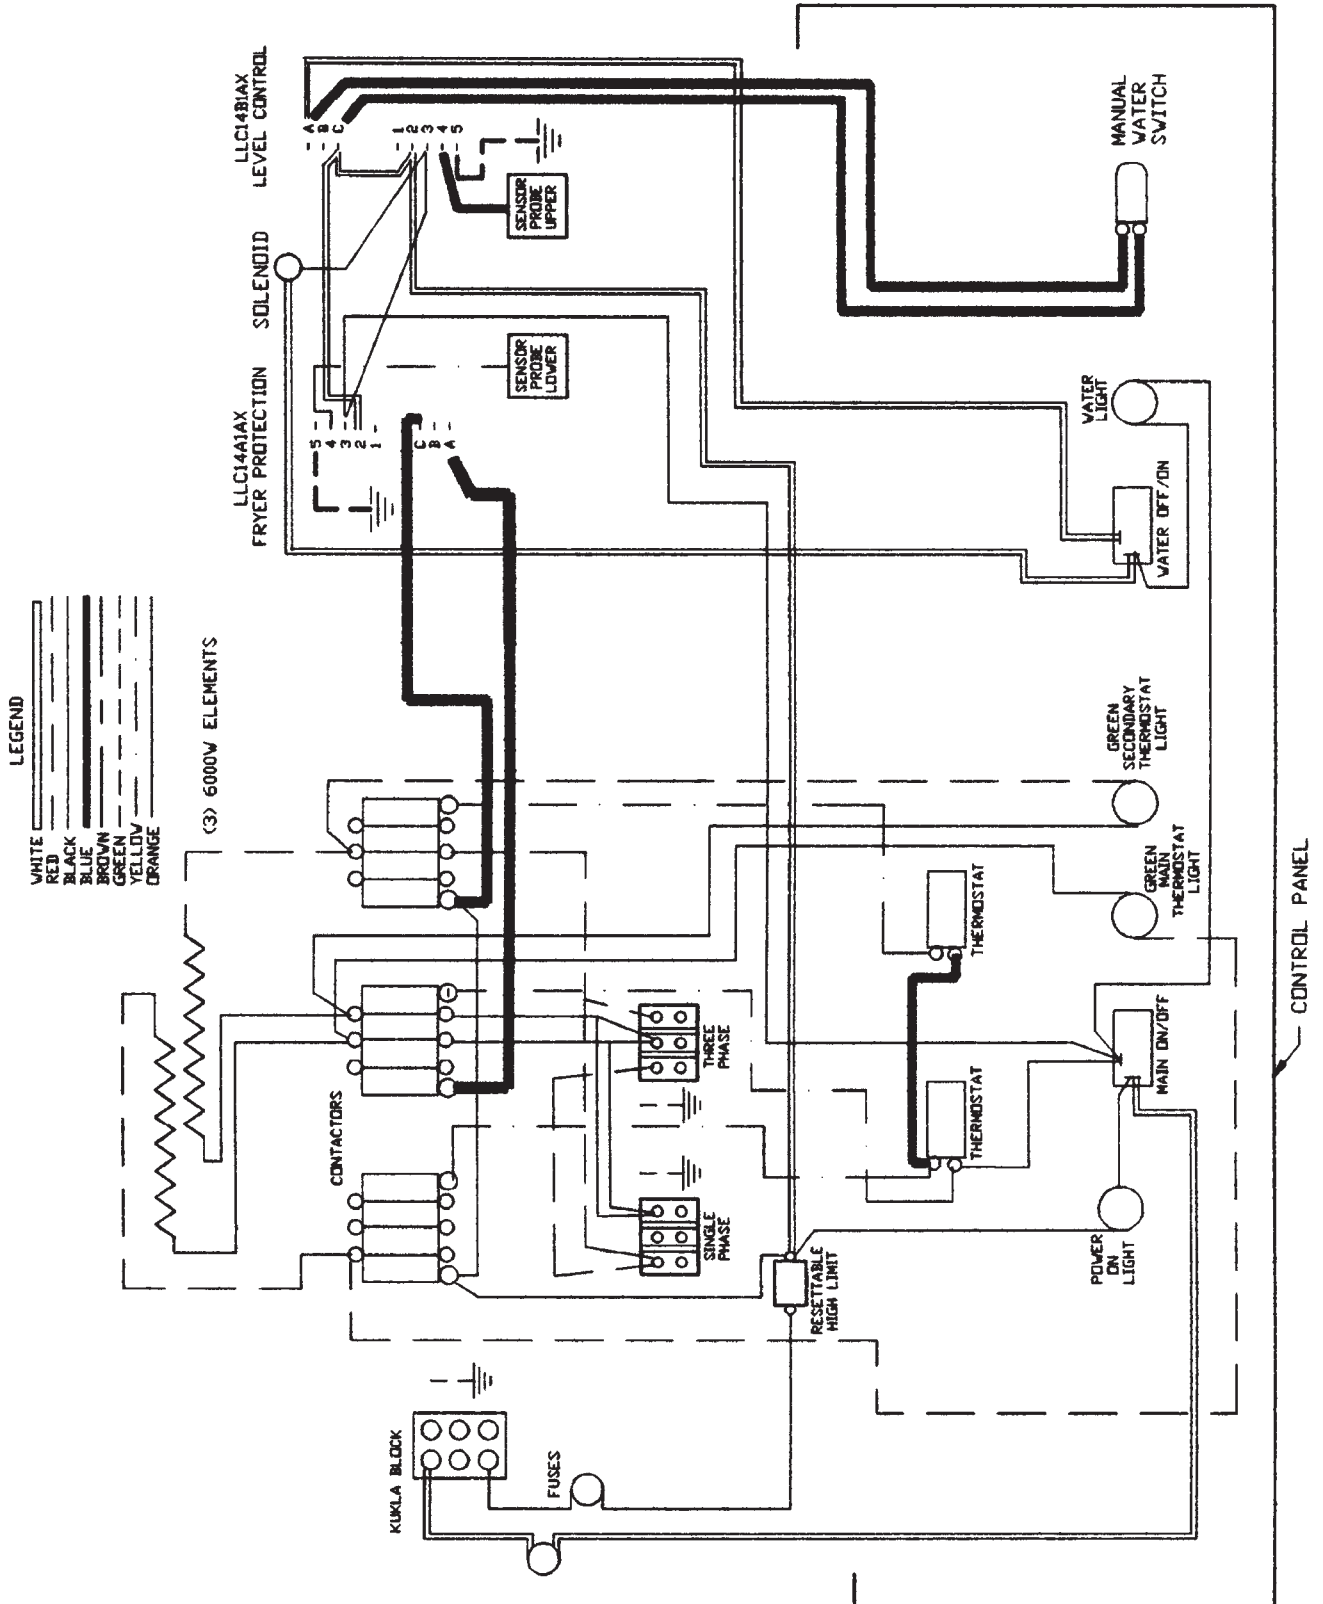 LEGEND
WHITE
RED
BLACK
BLUE
BROWN
GREEN
YELLOW
ORANGE
(3) 6000W ELEMENTS
LLC14A1AX
FRYER PROTECTION
SOLENOID
LLC14B1AX
LEVEL CONTROL
5
4
3
2
1
C
B
A
A
B
C
1
2
3
4
5
SENSOR
PROBE
LOWER
SENSOR
PROBE
UPPER
CONTACTORS
KUKLA BLOCK
FUSES
SINGLE
PHASE
THREE
PHASE
RESETTABLE
HIGH LIMIT
THERMOSTAT
THERMOSTAT
POWER
ON
LIGHT
MAIN ON/OFF
GREEN
MAIN
THERMOSTAT
LIGHT
GREEN
SECONDARY
THERMOSTAT
LIGHT
WATER OFF/ON
WATER
LIGHT
MANUAL
WATER
SWITCH
CONTROL PANEL